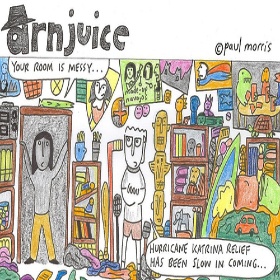 arnjuice
©paul morris
YOUR ROOM IS MESSY...
HURRICANE KATRINA RELIEF
HAS BEEN SLOW IN COMING...